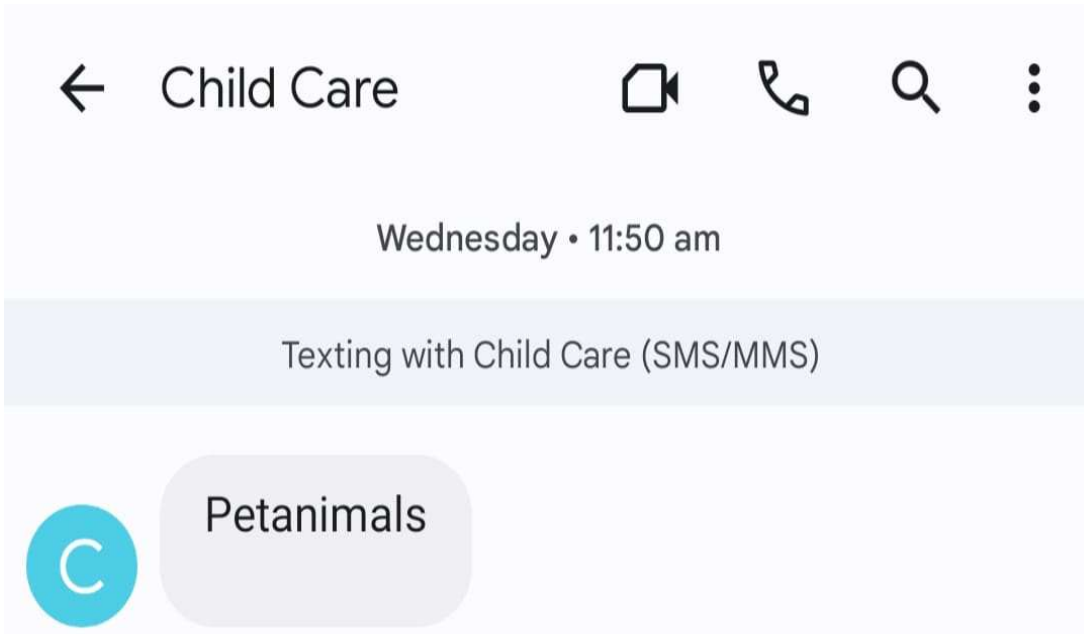 Child Care
Wednesday • 11:50 am
Texting with Child Care (SMS/MMS)
C
Petanimals